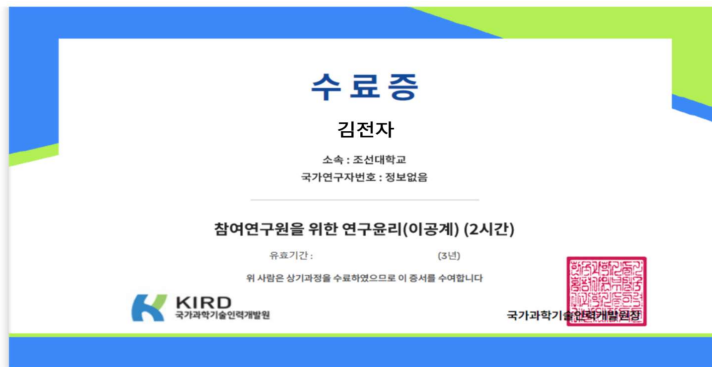 수료증
김전자
소속 : 조선대학교
국가연구자번호 : 정보없음
참여연구원을 위한 연구윤리(이공계) (2시간)
유효기간 : (3년)
위 사람은 상기과정을 수료하였으므로 이 증서를 수여합니다
KIRD
국가과학기술인력개발원
국가과학기술인력개발원장